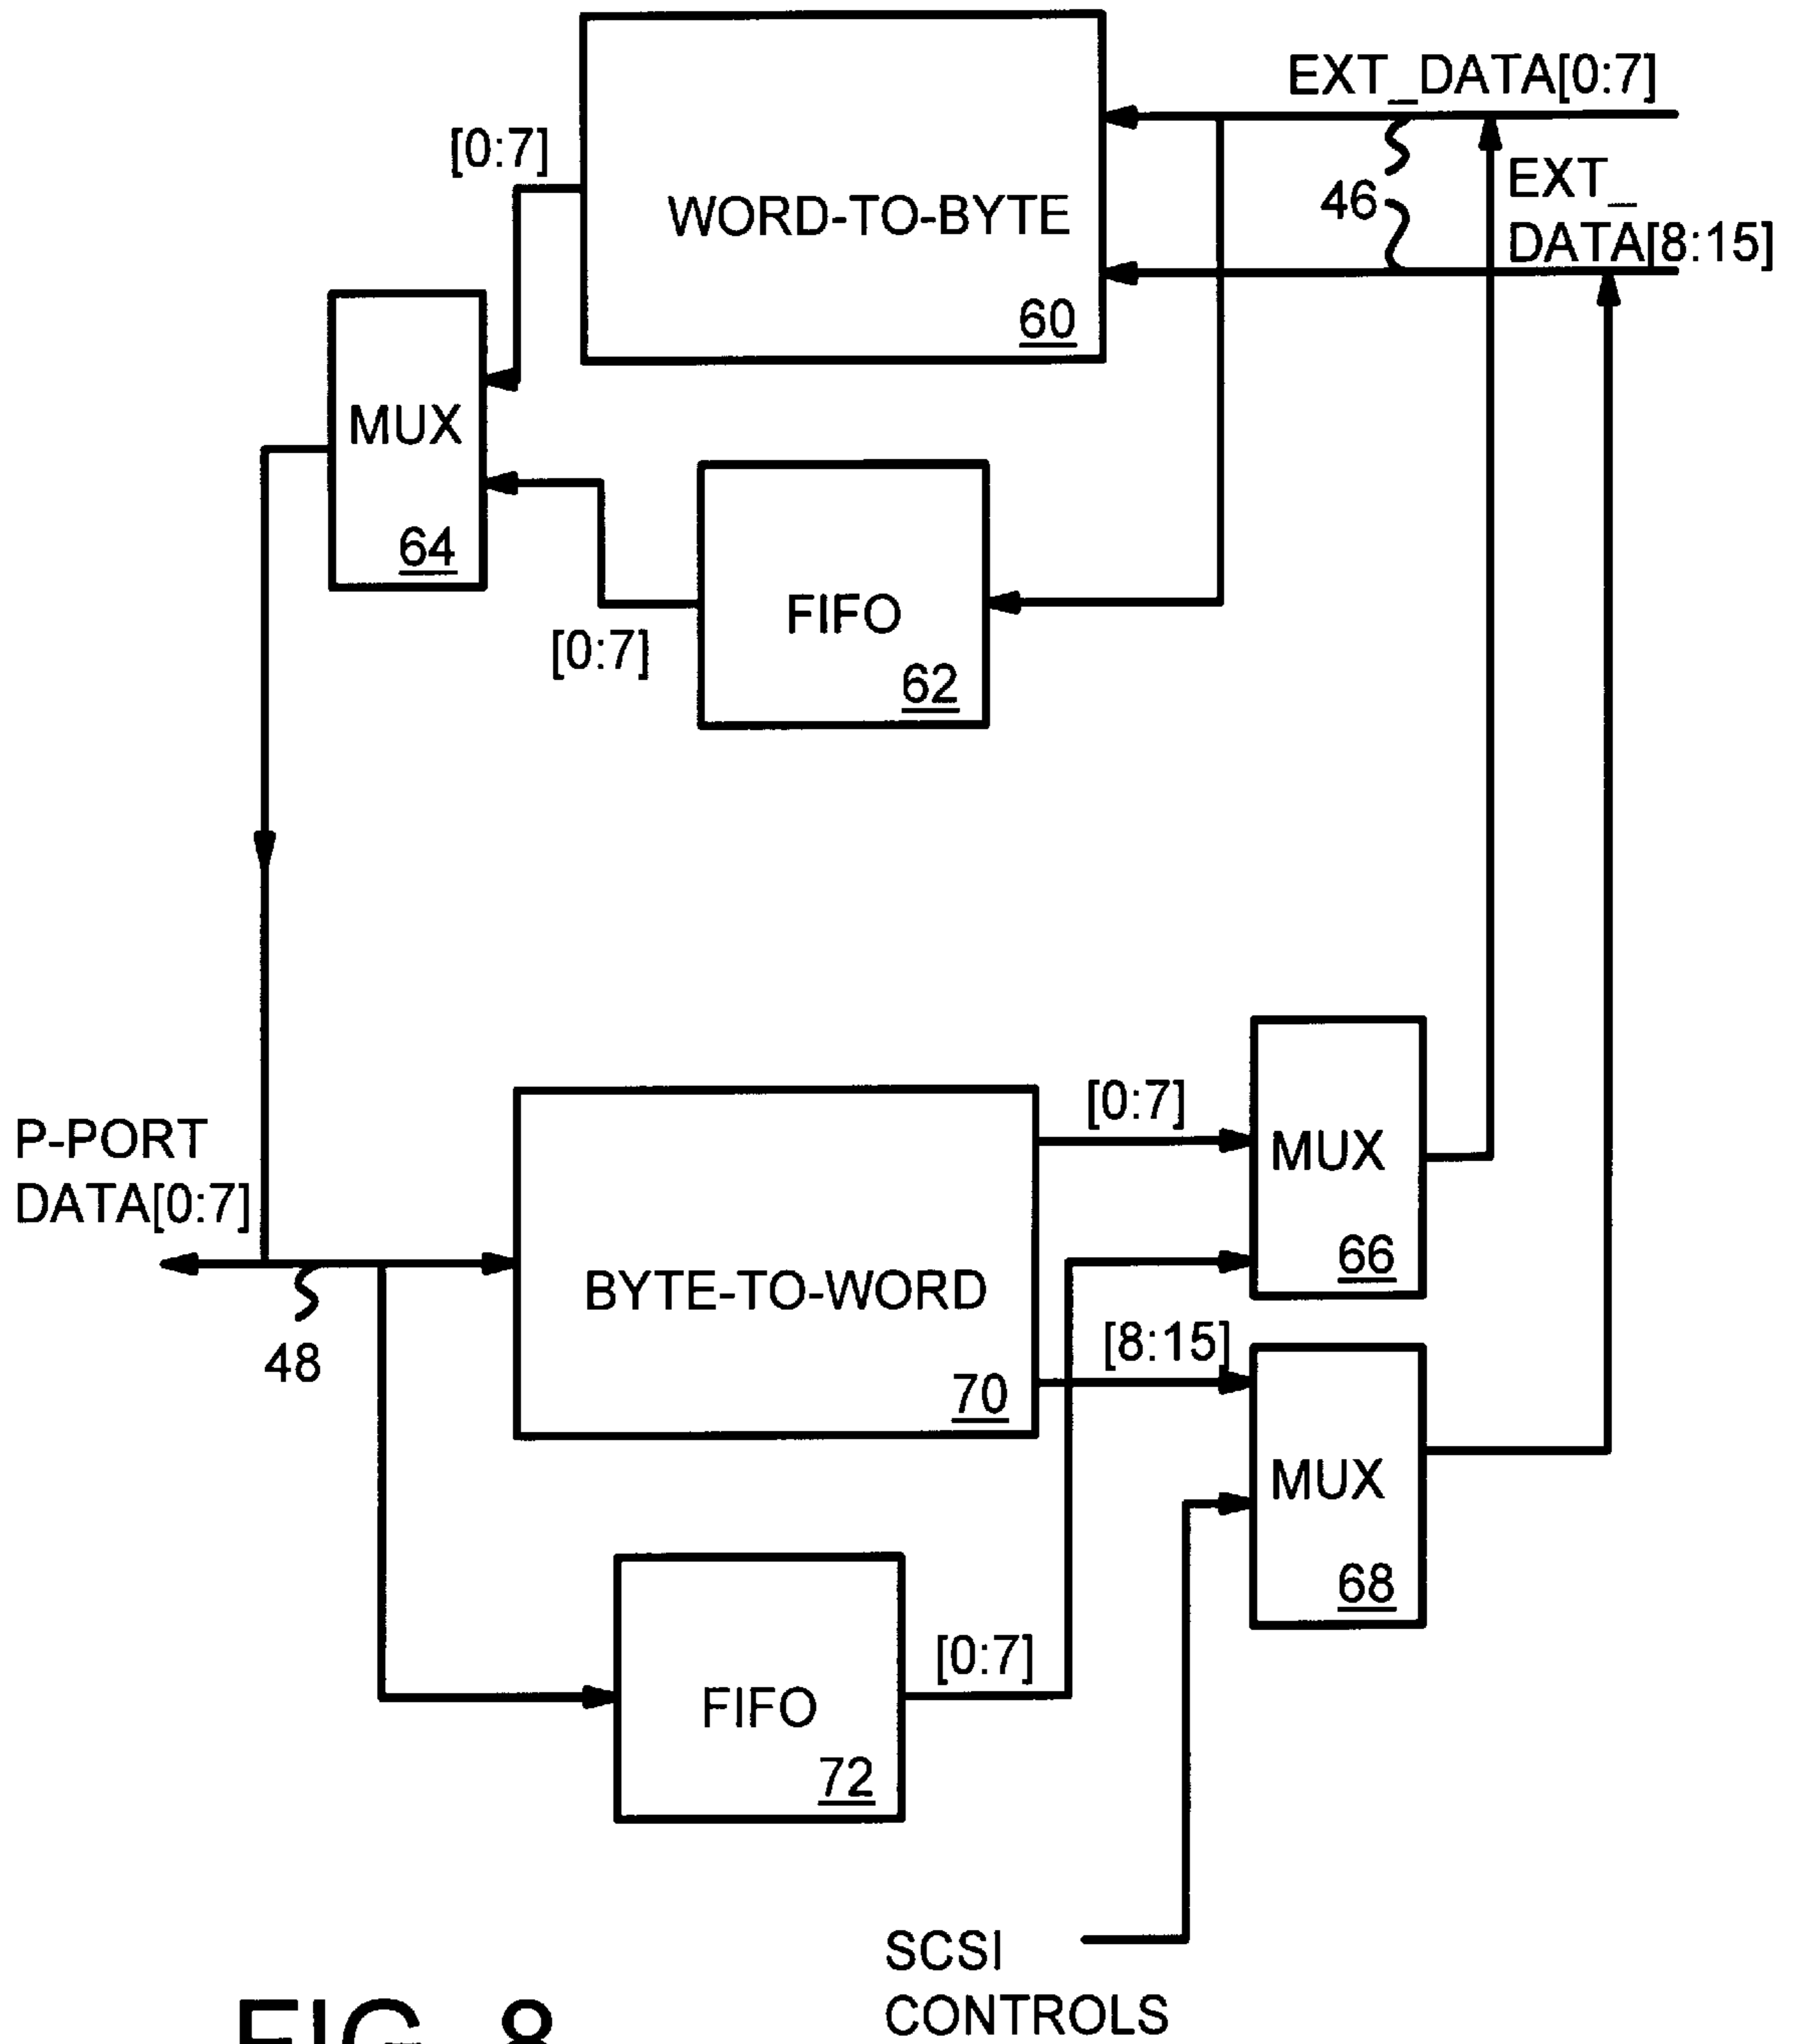 EXT_DATA[0:7]
[0:7]
WORD-TO-BYTE
46
EXT_
DATA[8:15]
60
MUX
64
FIFO
[0:7]
62
P-PORT
DATA[0:7]
[0:7]
MUX
66
BYTE-TO-WORD
48
[8:15]
70
MUX
68
[0:7]
FIFO
72
SCSI
CONTROLS
FIG. 8